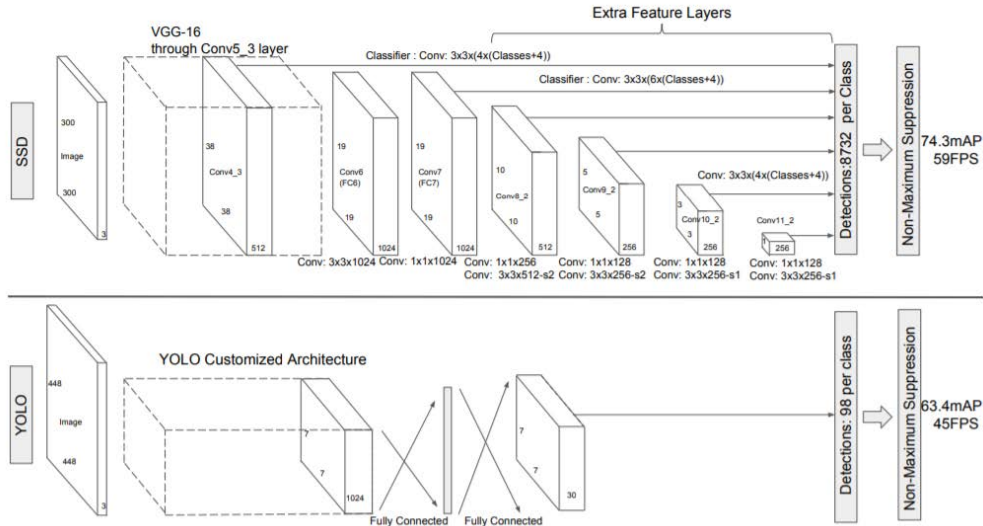 Extra Feature Layers
VGG-16
through Conv5_3 layer
Classifier : Conv: 3x3x(4x(Classes+4))
Classifier : Conv: 3x3x(6x(Classes+4))
SSD
300
Image
300
3
38
Conv4_3
38
512
19
Conv6
(FC6)
19
1024
19
Conv7
(FC7)
19
1024
10
Conv8_2
10
512
5
Conv9_2
5
256
Conv: 3x3x(4x(Classes+4))
3
Conv10_2
3
256
Conv11_2
1
256
Conv: 3x3x1024
Conv: 1x1x1024
Conv: 1x1x256
Conv: 3x3x512-s2
Conv: 1x1x128
Conv: 3x3x256-s2
Conv: 1x1x128
Conv: 3x3x256-s1
Conv: 1x1x128
Conv: 3x3x256-s1
Detections:8732 per Class
Non-Maximum Suppression
74.3mAP
59FPS
YOLO
448
Image
448
3
YOLO Customized Architecture
7
7
1024
Fully Connected
Fully Connected
7
7
30
Detections: 98 per class
Non-Maximum Suppression
63.4mAP
45FPS